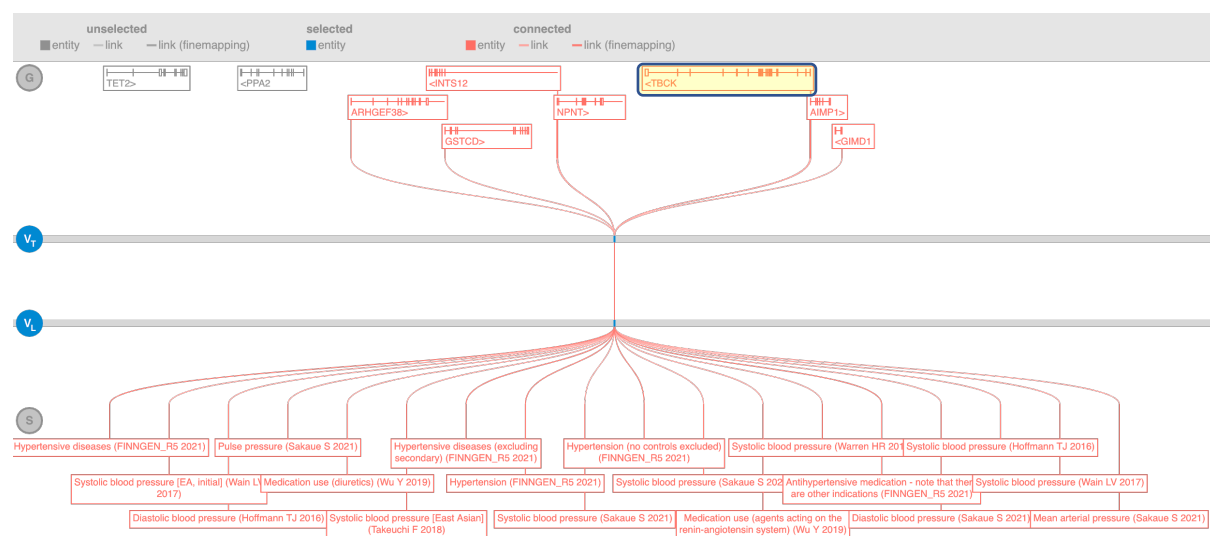 unselected
selected
connected
entity
link
link (finemapping)
entity
entity
link
link (finemapping)
G
TET2>
<PPA2
<INTS12
<TBCK
ARHGEF38>
NPNT>
AIMP1>
GSTCD>
<GIMD1
VT
VL
S
Hypertensive diseases (FINNGEN_R5 2021)
Pulse pressure (Sakaue S 2021)
Hypertensive diseases (excluding
secondary) (FINNGEN_R5 2021)
Hypertension (no controls excluded)
(FINNGEN_R5 2021)
Systolic blood pressure (Warren HR 201
Systolic blood pressure (Hoffmann TJ 2016)
Systolic blood pressure [EA, initial] (Wain LV
2017)
Medication use (diuretics) (Wu Y 2019)
Hypertension (FINNGEN_R5 2021)
Systolic blood pressure (Sakaue S 202
Antihypertensive medication - note that ther
are other indications (FINNGEN_R5 2021)
Systolic blood pressure (Wain LV 2017)
Diastolic blood pressure (Hoffmann TJ 2016)
Systolic blood pressure [East Asian]
(Takeuchi F 2018)
Systolic blood pressure (Sakaue S 2021)
Medication use (agents acting on the
renin-angiotensin system) (Wu Y 2019)
Diastolic blood pressure (Sakaue S 2021)
Mean arterial pressure (Sakaue S 2021)